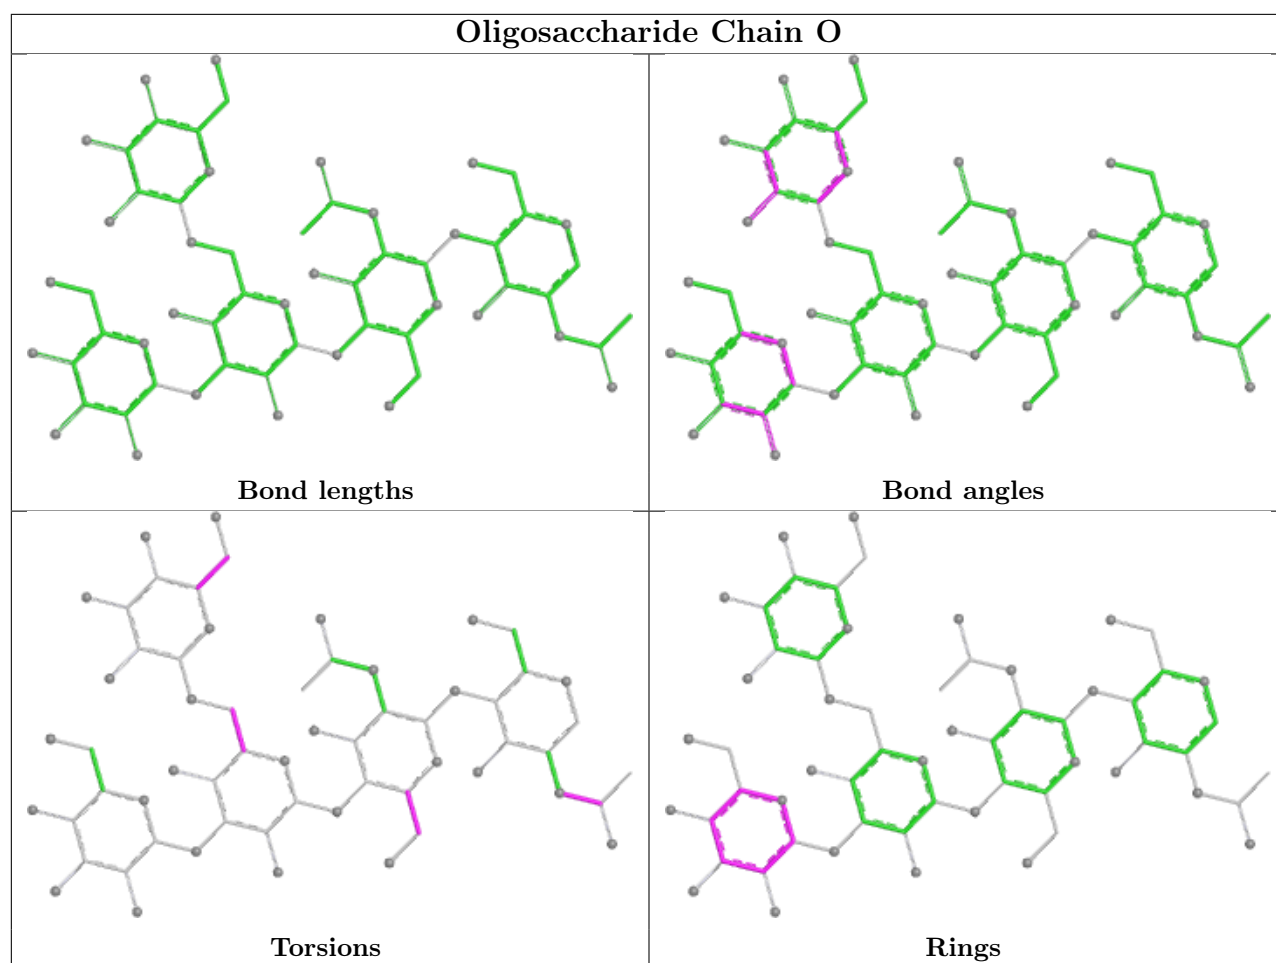 Oligosaccharide Chain O
Bond lengths
Bond angles
Torsions
Rings